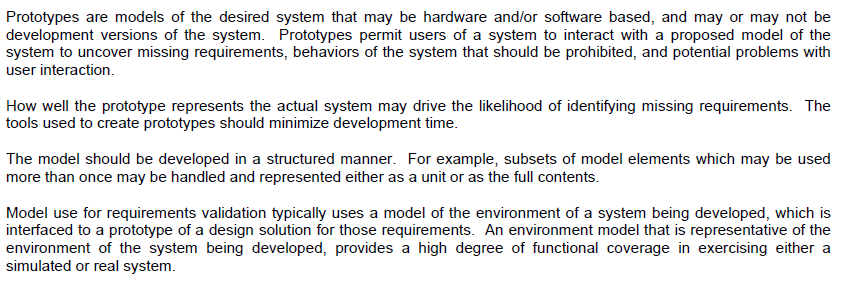 Prototypes are models of the desired system that may be hardware and/or software based, and may or may not be
development versions of the system.  Prototypes permit users of a system to interact with a proposed model of the
system to uncover missing requirements, behaviors of the system that should be prohibited, and potential problems with
user interaction.
How well the prototype represents the actual system may drive the likelihood of identifying missing requirements.  The
tools used to create prototypes should minimize development time.
The model should be developed in a structured manner.  For example, subsets of model elements which may be used
more than once may be handled and represented either as a unit or as the full contents.
Model use for requirements validation typically uses a model of the environment of a system being developed, which is
interfaced to a prototype of a design solution for those requirements.  An environment model that is representative of the
environment of the system being developed, provides a high degree of functional coverage in exercising either a
simulated or real system.